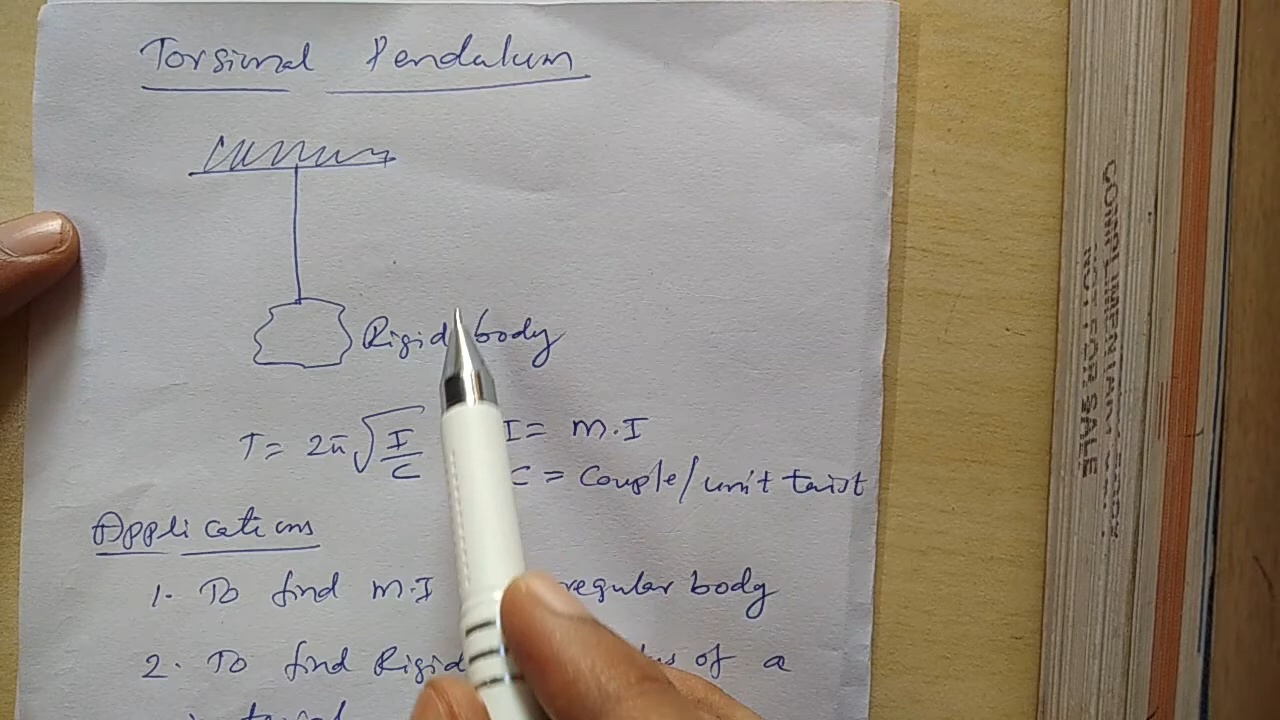 Torsional Pendulum
Rigid body
T = 2π√I/C I = M.I
C = Couple/unit twist
Applications
1. To find M.I regular body
2. To find Rigid of a
COMPLIMENTARY COPY
NOT FOR SALE